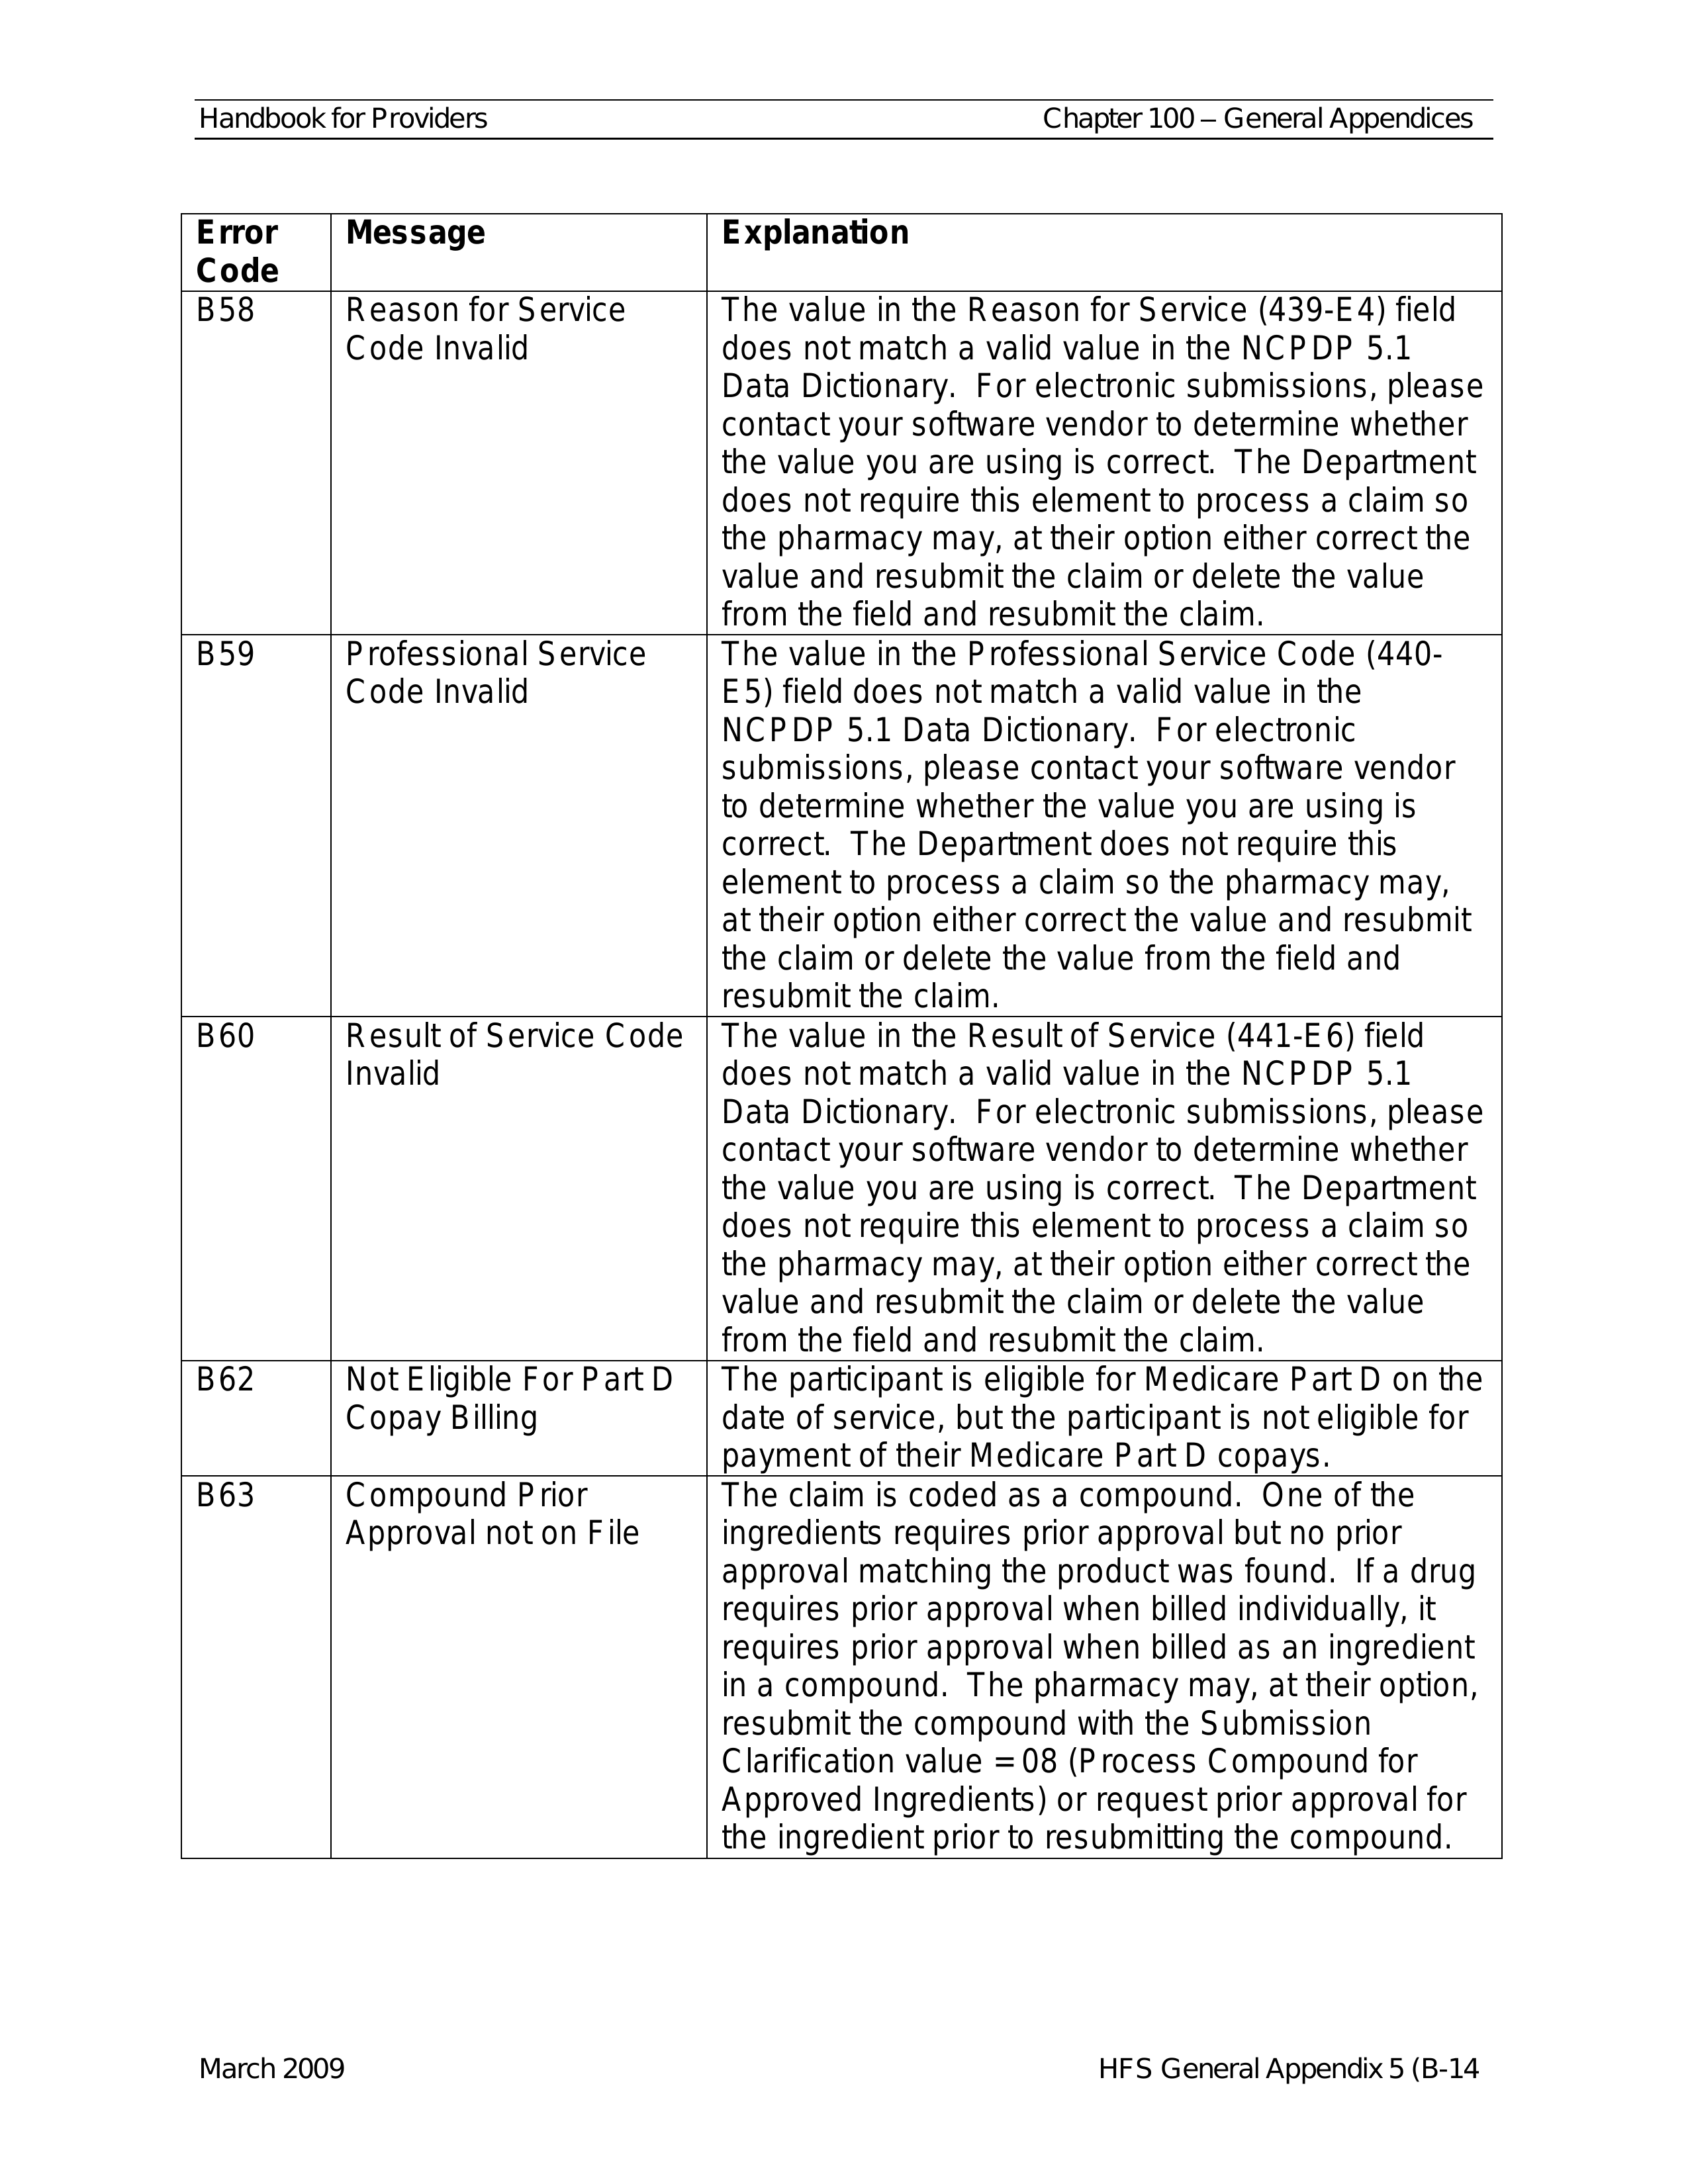 Handbook for Providers
Chapter 100 – General Appendices
Error
Code
Message
Explanation
B58
Reason for Service
Code Invalid
The value in the Reason for Service (439-E4) field
does not match a valid value in the NCPDP 5.1
Data Dictionary.  For electronic submissions, please
contact your software vendor to determine whether
the value you are using is correct.  The Department
does not require this element to process a claim so
the pharmacy may, at their option either correct the
value and resubmit the claim or delete the value
from the field and resubmit the claim.
B59
Professional Service
Code Invalid
The value in the Professional Service Code (440-
E5) field does not match a valid value in the
NCPDP 5.1 Data Dictionary.  For electronic
submissions, please contact your software vendor
to determine whether the value you are using is
correct.  The Department does not require this
element to process a claim so the pharmacy may,
at their option either correct the value and resubmit
the claim or delete the value from the field and
resubmit the claim.
B60
Result of Service Code
Invalid
The value in the Result of Service (441-E6) field
does not match a valid value in the NCPDP 5.1
Data Dictionary.  For electronic submissions, please
contact your software vendor to determine whether
the value you are using is correct.  The Department
does not require this element to process a claim so
the pharmacy may, at their option either correct the
value and resubmit the claim or delete the value
from the field and resubmit the claim.
B62
Not Eligible For Part D
Copay Billing
The participant is eligible for Medicare Part D on the
date of service, but the participant is not eligible for
payment of their Medicare Part D copays.
B63
Compound Prior
Approval not on File
The claim is coded as a compound.  One of the
ingredients requires prior approval but no prior
approval matching the product was found.  If a drug
requires prior approval when billed individually, it
requires prior approval when billed as an ingredient
in a compound.  The pharmacy may, at their option,
resubmit the compound with the Submission
Clarification value = 08 (Process Compound for
Approved Ingredients) or request prior approval for
the ingredient prior to resubmitting the compound.
March 2009
HFS General Appendix 5 (B-14